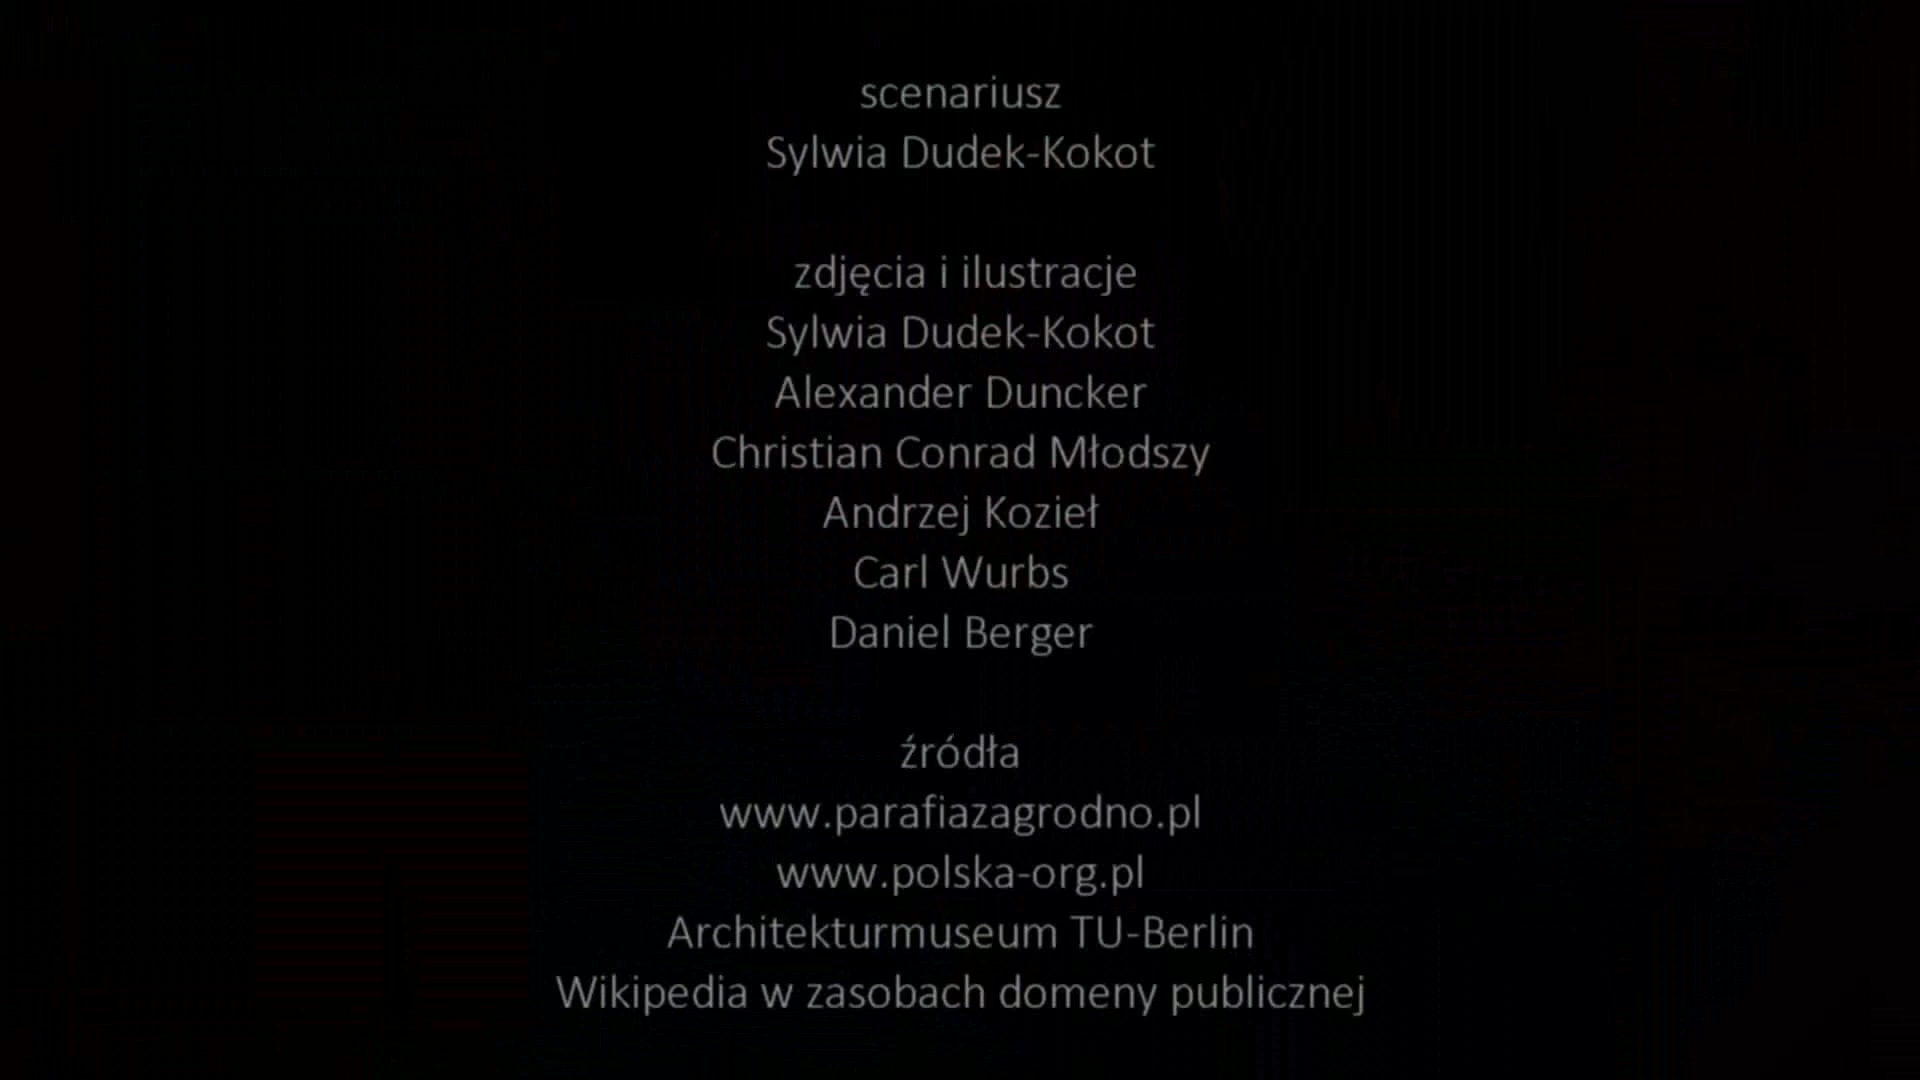 scenariusz
Sylwia Dudek-Kokot
zdjęcia i ilustracje
Sylwia Dudek-Kokot
Alexander Duncker
Christian Conrad Młodszy
Andrzej Kozieł
Carl Wurbs
Daniel Berger
źródła
www.parafiazagrodno.pl
www.polska-org.pl
Architekturmuseum TU-Berlin
Wikipedia w zasobach domeny publicznej